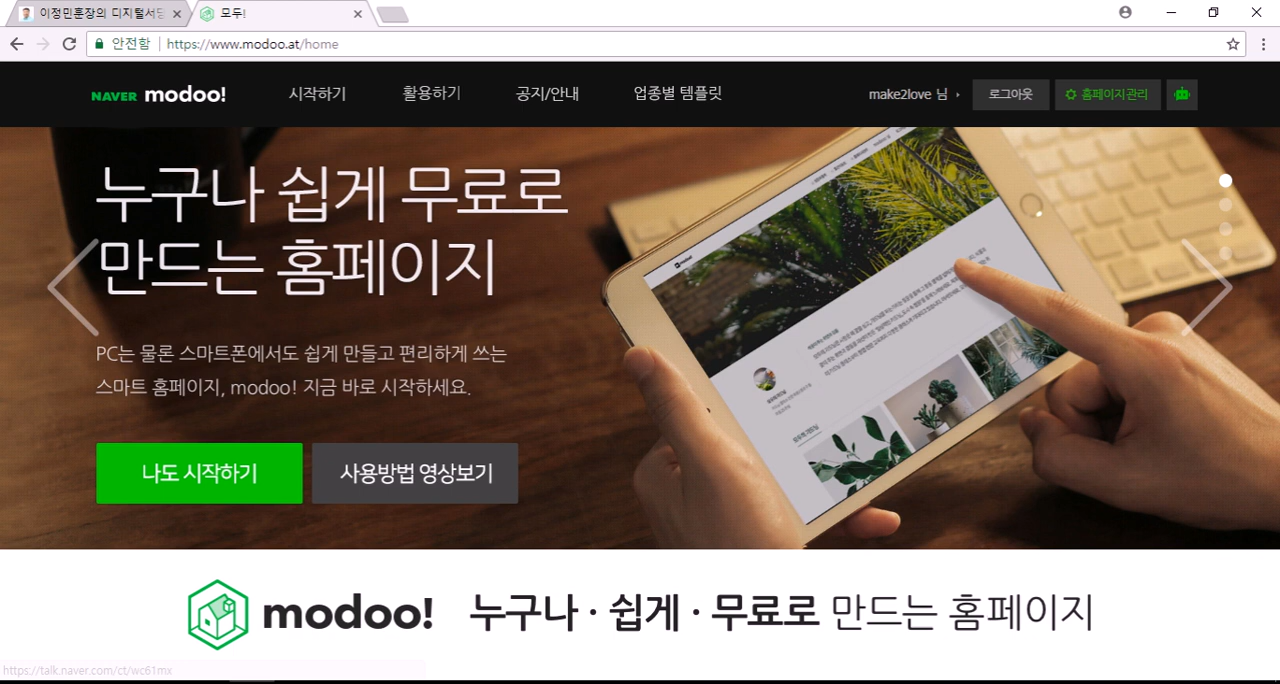 이정민훈장의 디지털서당
모두!
안전함 https://www.modoo.at/home
NAVER modoo! 시작하기 활용하기 공지/안내 업종별 템플릿 make2love 님 로그아웃 홈페이지관리
누구나 쉽게 무료로
만드는 홈페이지
PC는 물론 스마트폰에서도 쉽게 만들고 편리하게 쓰는
스마트 홈페이지, modoo! 지금 바로 시작하세요.
나도 시작하기 사용방법 영상보기
modoo! 누구나 · 쉽게 · 무료로 만드는 홈페이지
https://talk.naver.com/ct/wc61mx